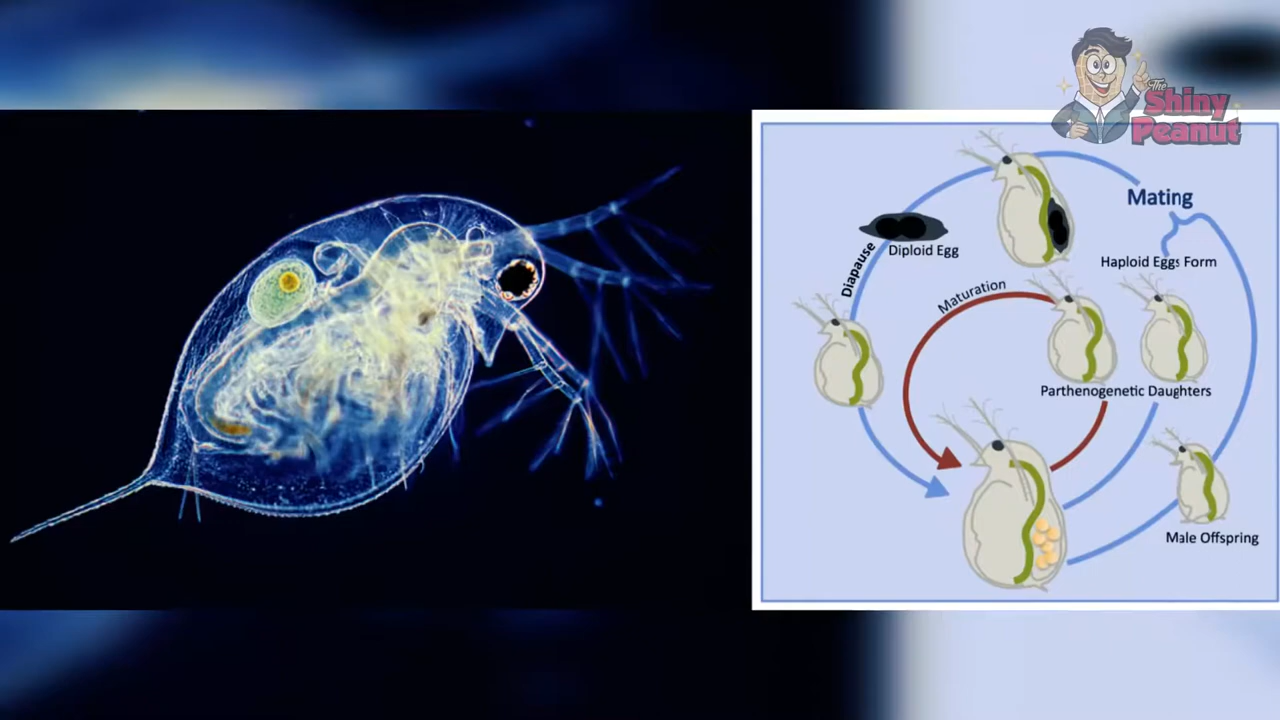 The
Shiny
Peanut
Mating
Diploid Egg
Diapause
Haploid Eggs Form
Maturation
Parthenogenetic Daughters
Male Offspring